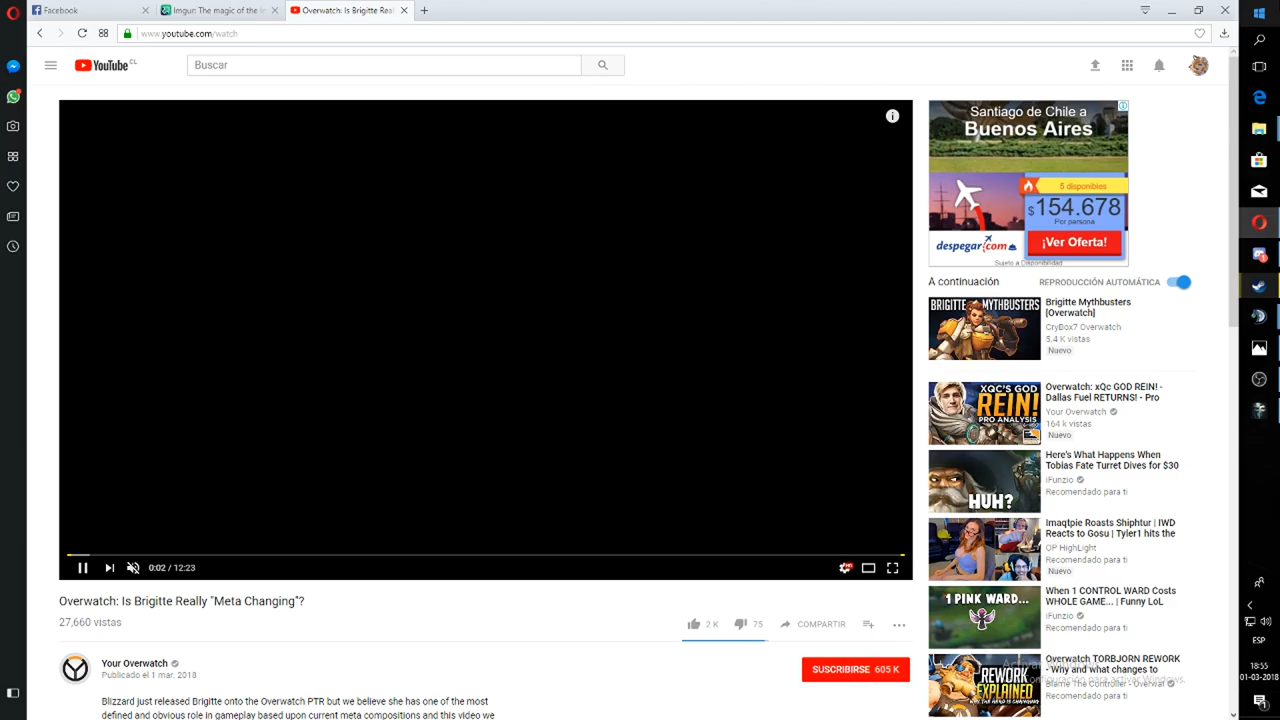 Facebook
Imgur: The magic of the in
Overwatch: Is Brigitte Real
www.youtube.com/watch
YouTube CL
Buscar
Santiago de Chile a
Buenos Aires
5 disponibles
$154.678
Por persona
despegar.com
¡Ver Oferta!
Sujeto a Disponibilidad
A continuación
REPRODUCCIÓN AUTOMÁTICA
BRIGITTE MYTHBUSTERS
Brigitte Mythbusters
[Overwatch]
CryBox7 Overwatch
5.4 K vistas
Nuevo
XQC'S GOD
REIN!
PRO ANALYSIS
Overwatch: xQc GOD REIN! -
Dallas Fuel RETURNS! - Pro
Your Overwatch
164 k vistas
Nuevo
HUH?
Here's What Happens When
Tobias Fate Turret Dives for $30
iFunzio
Recomendado para ti
Imaqtpie Roasts Shiphtur | IWD
Reacts to Gosu | Tyler1 hits the
OP HighLight
Recomendado para ti
Nuevo
1 PINK WARD...
When 1 CONTROL WARD Costs
WHOLE GAME... | Funny LoL
iFunzio
Recomendado para ti
REWORK
EXPLAINED
Overwatch TORBJORN REWORK
- Why and what changes to
Blame The Controller - Overwat
Recomendado para ti
0:02 / 12:23
HD
Overwatch: Is Brigitte Really "Meta Changing"?
27,660 vistas
2 K
75
COMPARTIR
Your Overwatch
Publicado el 1 mar. 2018
SUSCRIBIRSE 605 K
Blizzard just released Brigitte onto the Overwatch PTR but we believe she has one of the most
defined and obvious role in gameplay based upon current meta compositions and this video we
ESP
18:55
01-03-2018